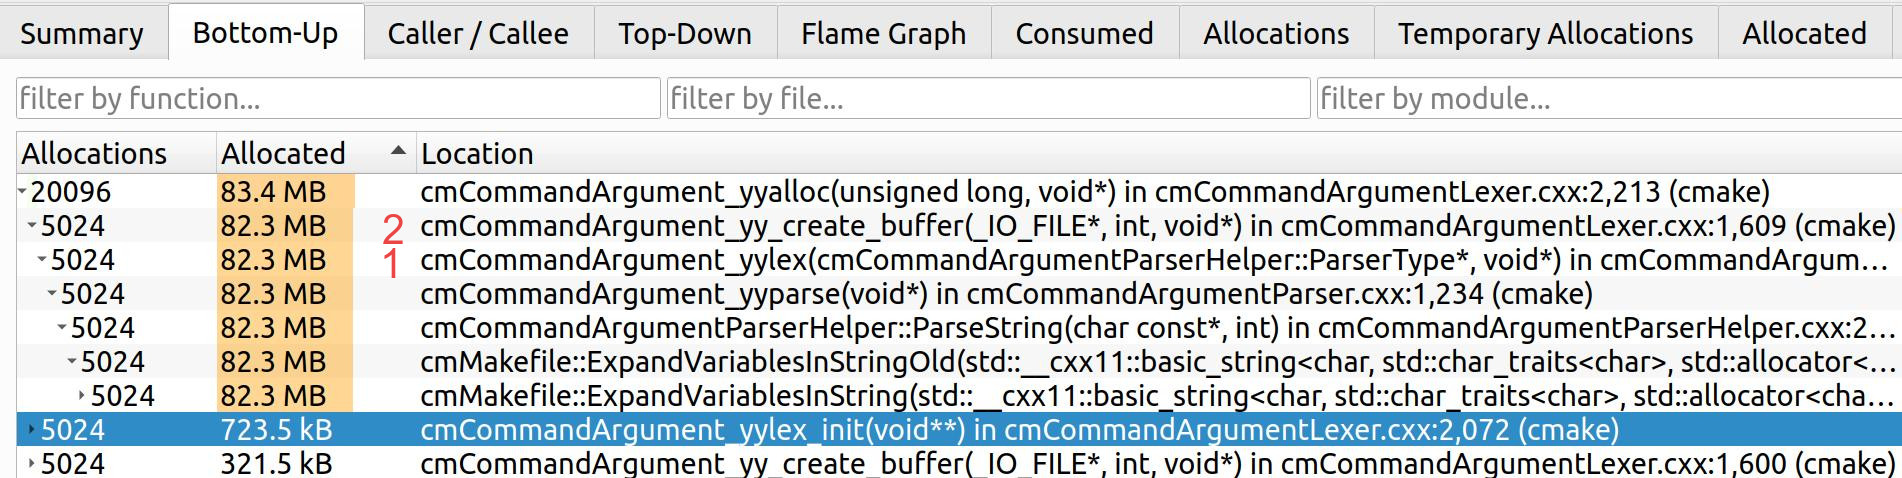 Summary Bottom-Up Caller / Callee Top-Down Flame Graph Consumed Allocations Temporary Allocations Allocated
filter by function... filter by file... filter by module...
Allocations Allocated Location
20096 83.4 MB cmCommandArgument_yyalloc(unsigned long, void*) in cmCommandArgumentLexer.cxx:2,213 (cmake)
5024 82.3 MB 2 cmCommandArgument_yy_create_buffer(_IO_FILE*, int, void*) in cmCommandArgumentLexer.cxx:1,609 (cmake)
5024 82.3 MB 1 cmCommandArgument_yylex(cmCommandArgumentParserHelper::ParserType*, void*) in cmCommandArgum...
5024 82.3 MB cmCommandArgument_yyparse(void*) in cmCommandArgumentParser.cxx:1,234 (cmake)
5024 82.3 MB cmCommandArgumentParserHelper::ParseString(char const*, int) in cmCommandArgumentParserHelper.cxx:2...
5024 82.3 MB cmMakefile::ExpandVariablesInStringOld(std::__cxx11::basic_string<char, std::char_traits<char>, std::allocator<...
5024 82.3 MB cmMakefile::ExpandVariablesInString(std::__cxx11::basic_string<char, std::char_traits<char>, std::allocator<cha...
5024 723.5 kB cmCommandArgument_yylex_init(void**) in cmCommandArgumentLexer.cxx:2,072 (cmake)
5024 321.5 kB cmCommandArgument_yy_create_buffer(_IO_FILE*, int, void*) in cmCommandArgumentLexer.cxx:1,600 (cmake)